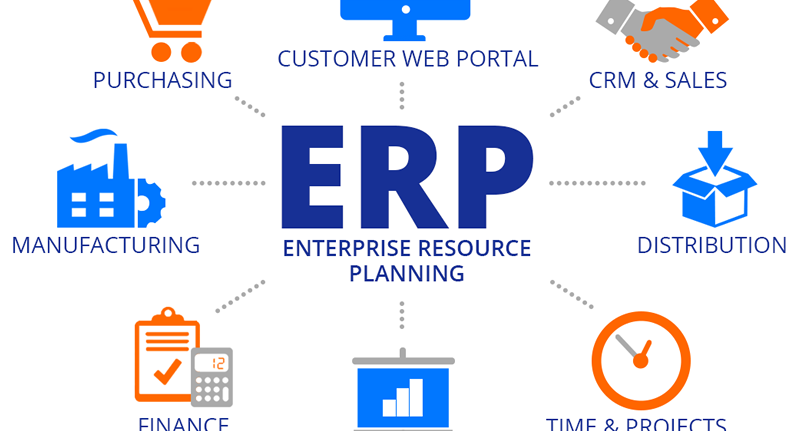 CUSTOMER WEB PORTAL
PURCHASING
CRM & SALES
ERP
ENTERPRISE RESOURCE
PLANNING
MANUFACTURING
DISTRIBUTION
12
FINANCE
TIME & PROJECTS